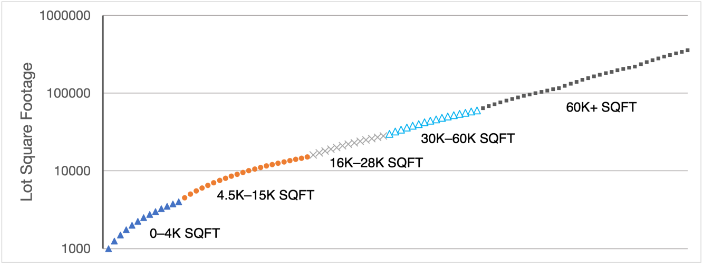 1000000
100000
10000
1000
Lot Square Footage
0–4K SQFT
4.5K–15K SQFT
16K–28K SQFT
30K–60K SQFT
60K+ SQFT